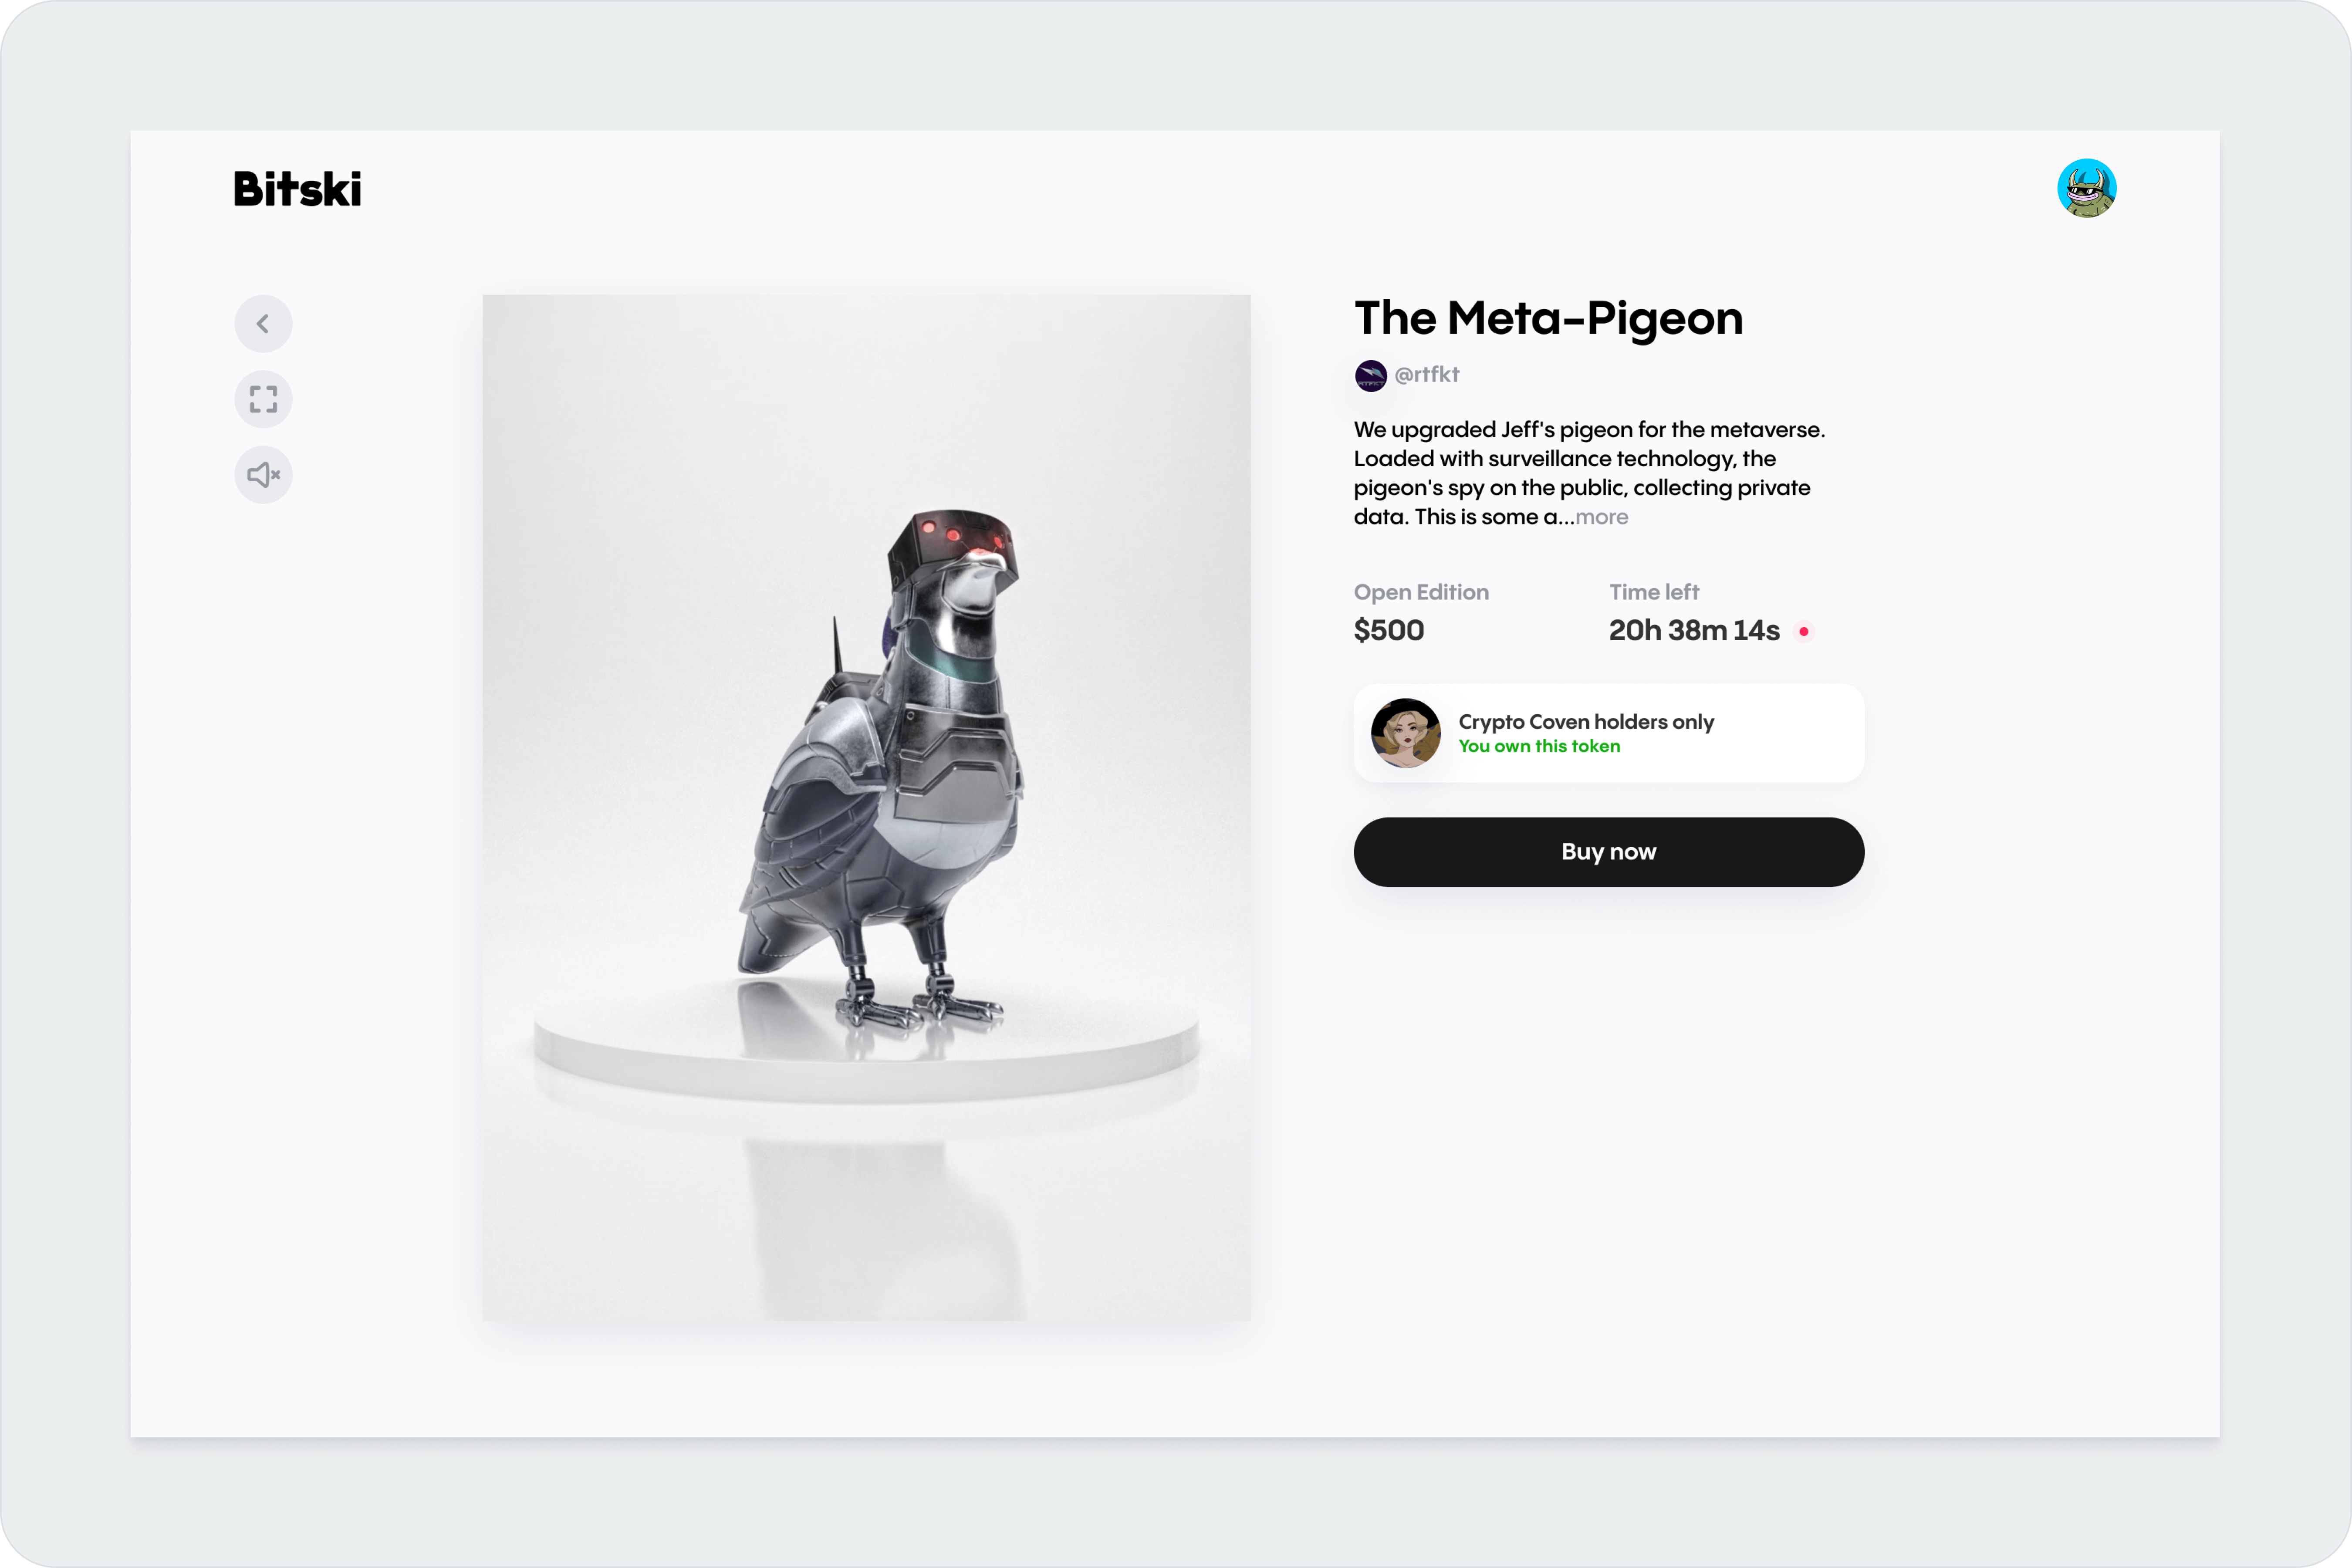 Bitski
The Meta-Pigeon
RTFKT
@rtfkt
We upgraded Jeff's pigeon for the metaverse.
Loaded with surveillance technology, the
pigeon's spy on the public, collecting private
data. This is some a...more
Open Edition
Time left
$500
20h 38m 14s
Crypto Coven holders only
You own this token
Buy now